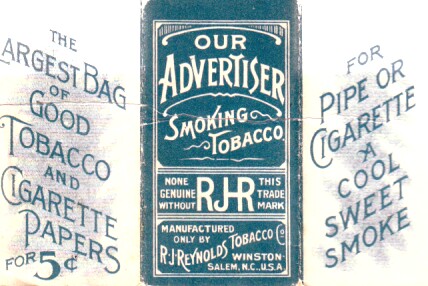 THE
LARGEST BAG
OF
GOOD
TOBACCO
AND
CIGARETTE
PAPERS
FOR 5¢
OUR
ADVERTISER
SMOKING
TOBACCO
NONE
GENUINE
WITHOUT
RJR
THIS
TRADE
MARK
MANUFACTURED
ONLY BY
R·J·REYNOLDS TOBACCO Co
WINSTON-
SALEM, N.C., U.S.A
FOR
PIPE OR
CIGARETTE
A
COOL
SWEET
SMOKE